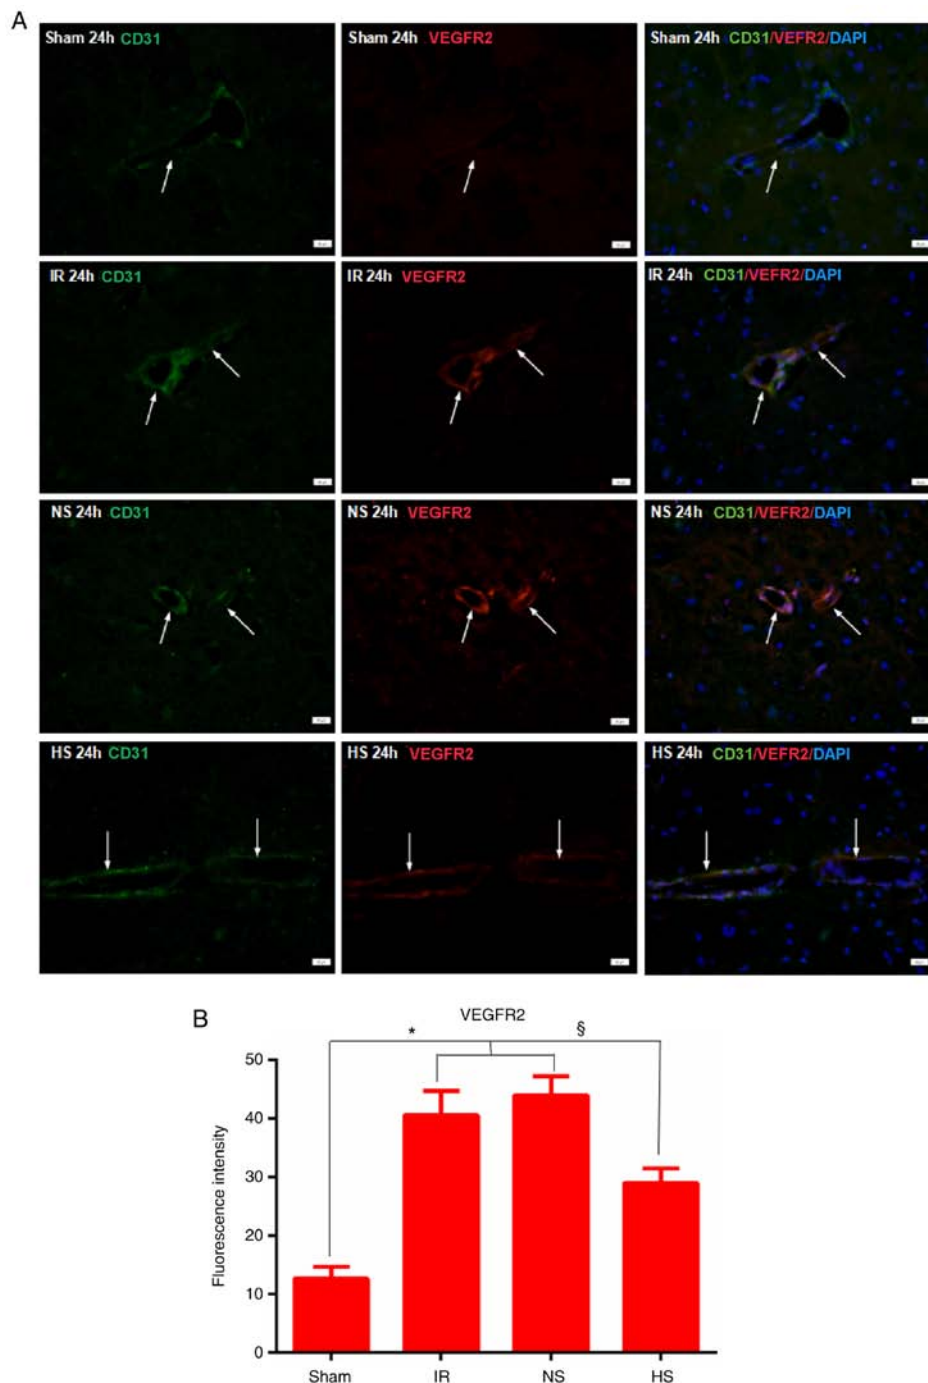 A
Sham 24h CD31
Sham 24h VEGFR2
Sham 24h CD31/VEFR2/DAPI
IR 24h CD31
IR 24h VEGFR2
IR 24h CD31/VEFR2/DAPI
NS 24h CD31
NS 24h VEGFR2
NS 24h CD31/VEFR2/DAPI
HS 24h CD31
HS 24h VEGFR2
HS 24h CD31/VEFR2/DAPI
B
VEGFR2
* §
50
40
30
20
10
0
Fluorescence intensity
Sham IR NS HS